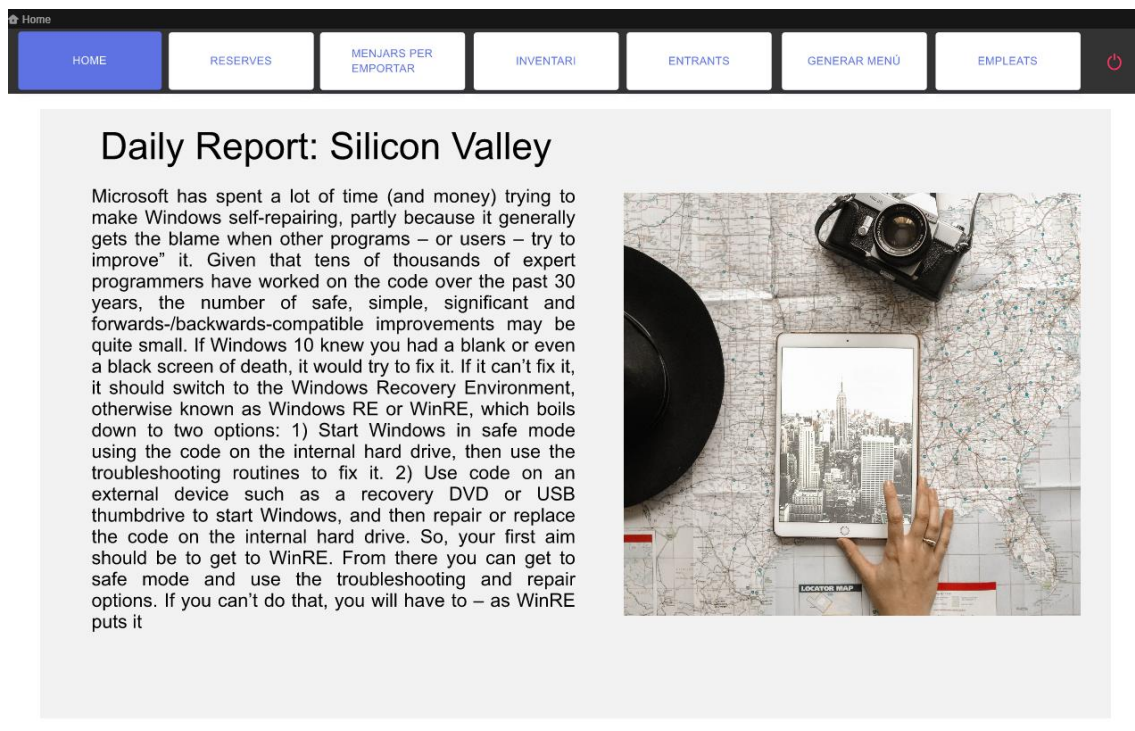 Home
HOME
RESERVES
MENJARS PER
EMPORTAR
INVENTARI
ENTRANTS
GENERAR MENÚ
EMPLEATS
Daily Report: Silicon Valley
Microsoft has spent a lot of time (and money) trying to
make Windows self-repairing, partly because it generally
gets the blame when other programs – or users – try to
improve” it. Given that tens of thousands of expert
programmers have worked on the code over the past 30
years, the number of safe, simple, significant and
forwards-/backwards-compatible improvements may be
quite small. If Windows 10 knew you had a blank or even
a black screen of death, it would try to fix it. If it can’t fix it,
it should switch to the Windows Recovery Environment,
otherwise known as Windows RE or WinRE, which boils
down to two options: 1) Start Windows in safe mode
using the code on the internal hard drive, then use the
troubleshooting routines to fix it. 2) Use code on an
external device such as a recovery DVD or USB
thumbdrive to start Windows, and then repair or replace
the code on the internal hard drive. So, your first aim
should be to get to WinRE. From there you can get to
safe mode and use the troubleshooting and repair
options. If you can’t do that, you will have to – as WinRE
puts it
LOCATOR MAP